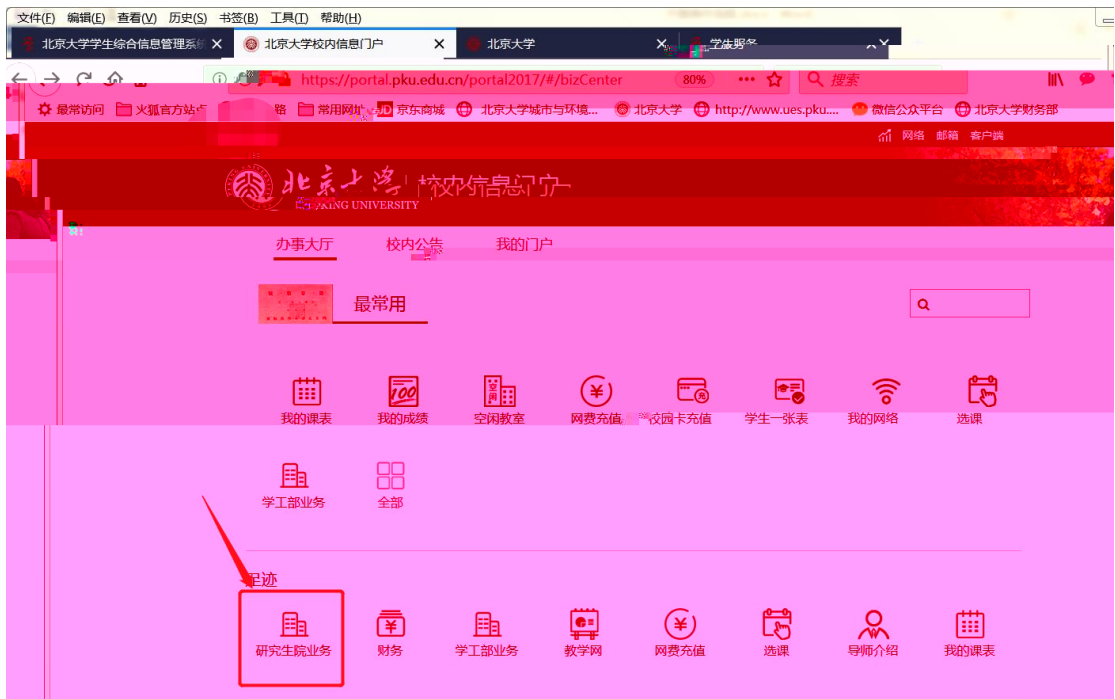 文件(F) 编辑(E) 查看(V) 历史(S) 书签(B) 工具(T) 帮助(H)
北京大学学生综合信息管理系统 北京大学校内信息门户 北京大学
https://portal.pku.edu.cn/portal2017/#/bizCenter 80% 搜索
最常访问 火狐官方站点 常用网址 JD 京东商城 北京大学城市与环境... 北京大学 http://www.ues.pku.... 微信公众平台 北京大学财务部
网络 邮箱 客户端
北京大学 校内信息门户
PEKING UNIVERSITY
办事大厅 校内公告 我的门户
最常用
我的课表 我的成绩 空闲教室 网费充值 校园卡充值 学生一张表 我的网络 选课
学工部业务 全部
足迹
研究生院业务 财务 学工部业务 教学网 网费充值 选课 导师介绍 我的课表